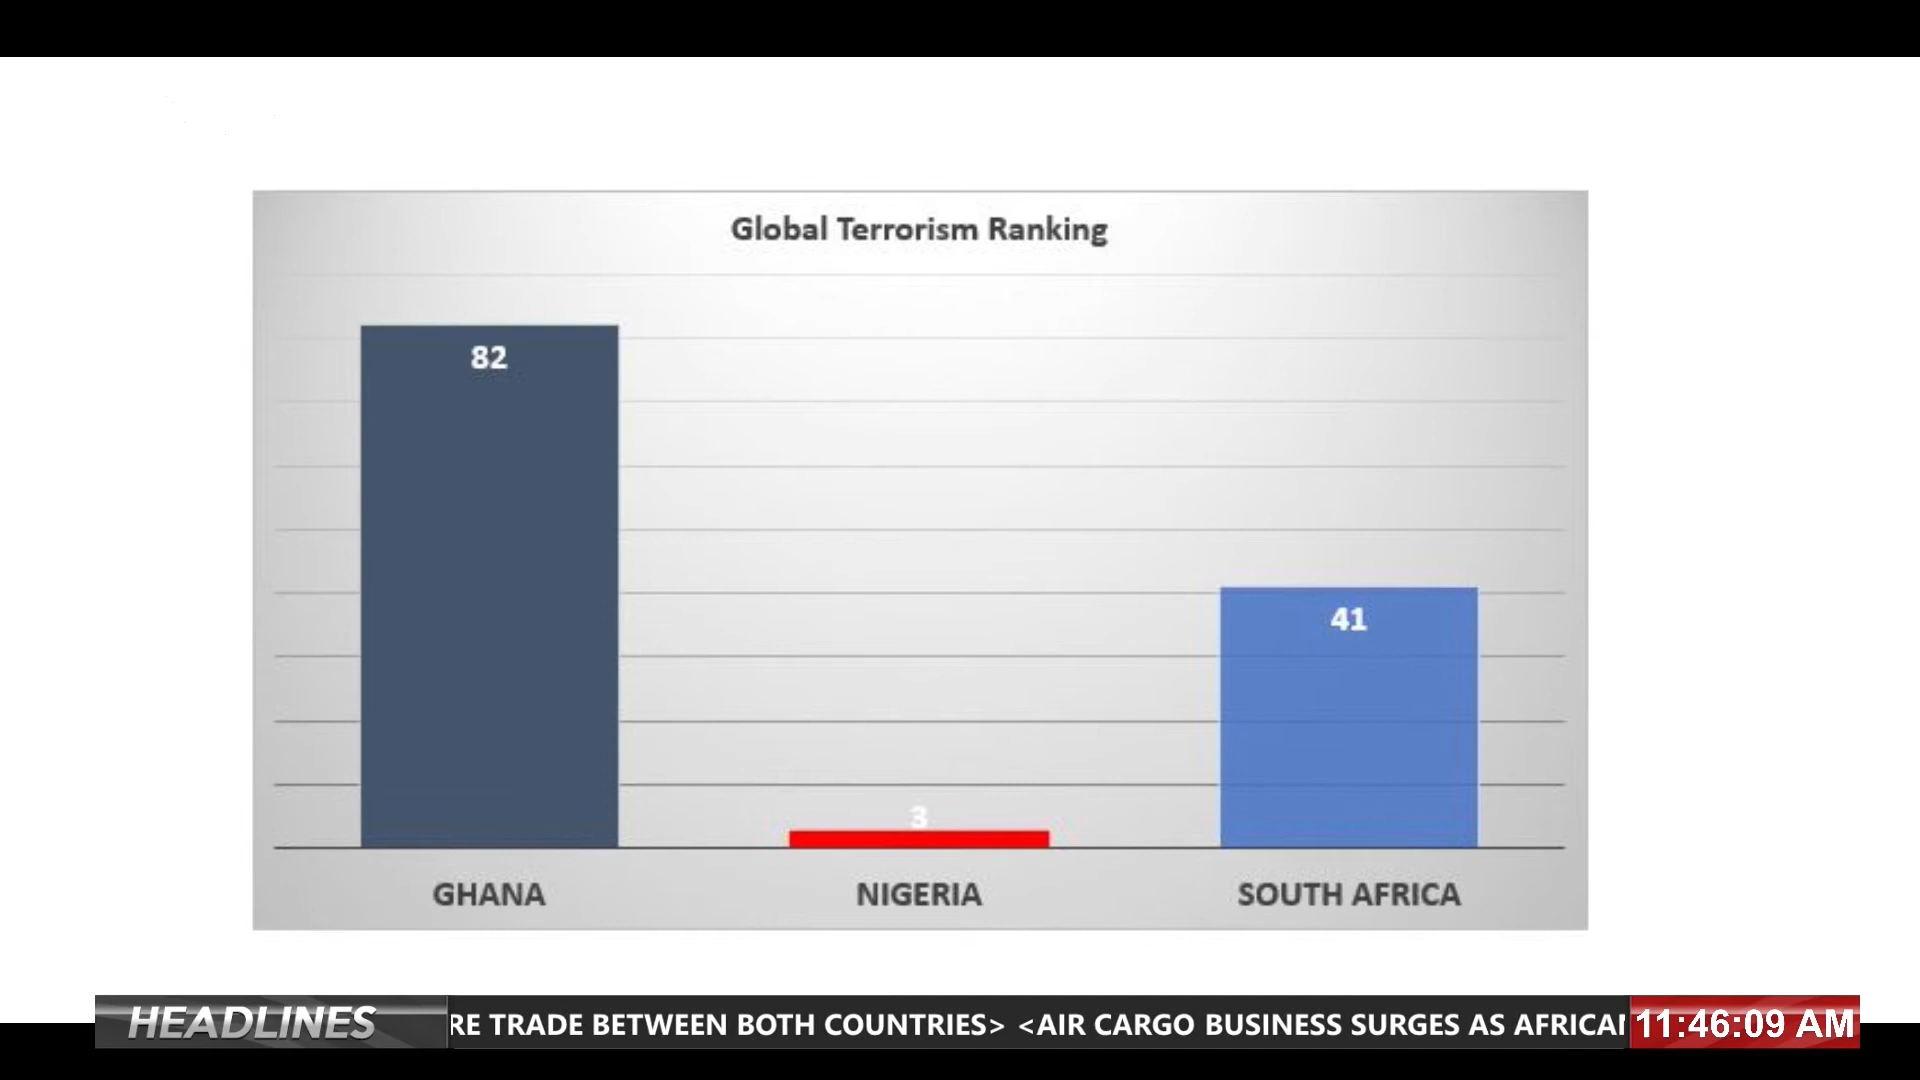 Global Terrorism Ranking
82
3
41
GHANA NIGERIA SOUTH AFRICA
HEADLINES RE TRADE BETWEEN BOTH COUNTRIES> <AIR CARGO BUSINESS SURGES AS AFRICAN 11:46:09 AM